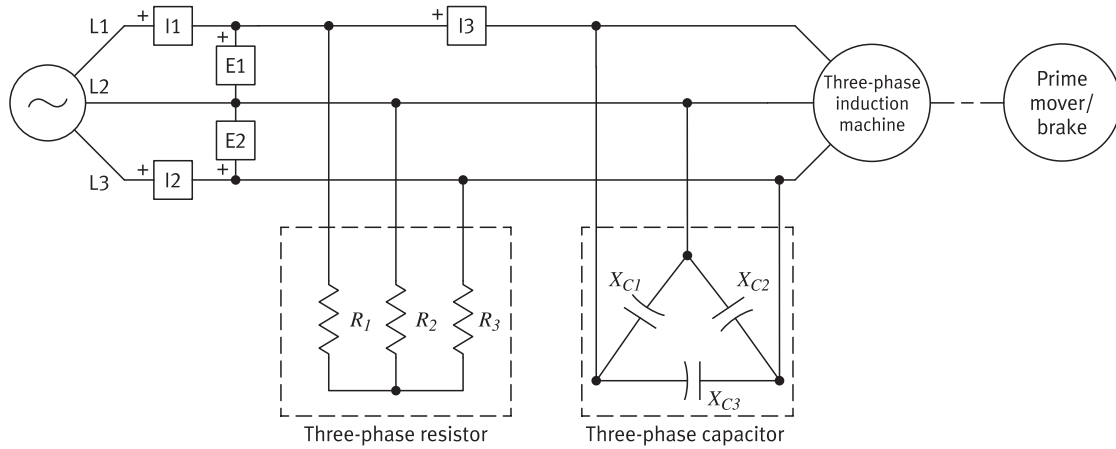 L1
+
I1
+
I3
+
E1
L2
E2
+
L3
+
I2
Three-phase
induction
machine
Prime
mover/
brake
R1
R2
R3
XC1
XC2
XC3
Three-phase resistor
Three-phase capacitor